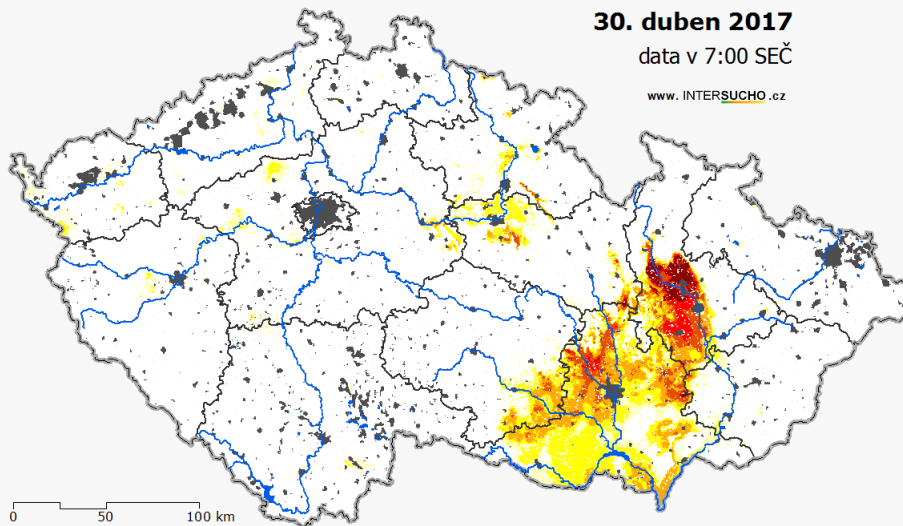 30. duben 2017
data v 7:00 SEČ
www. INTERSUCHO .cz
0 50 100 km